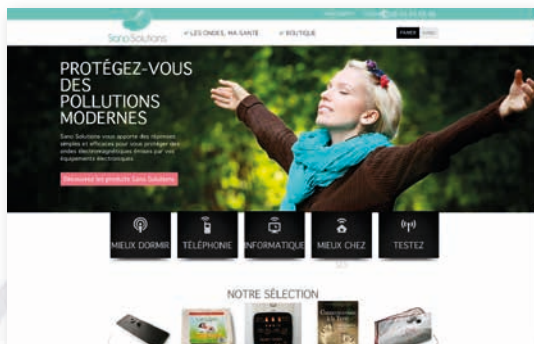 Sano Solutions
LES ONDES, MA SANTÉ
BOUTIQUE
PANIER
PROTÉGEZ-VOUS
DES
POLLUTIONS
MODERNES
Sano Solutions vous apporte des réponses
simples et efficaces pour vous protéger des
ondes électromagnétiques émises par vos
équipements électroniques
Découvrez les produits Sano Solutions
MIEUX DORMIR
TÉLÉPHONIE
INFORMATIQUE
MIEUX CHEZ
TESTEZ
NOTRE SÉLECTION